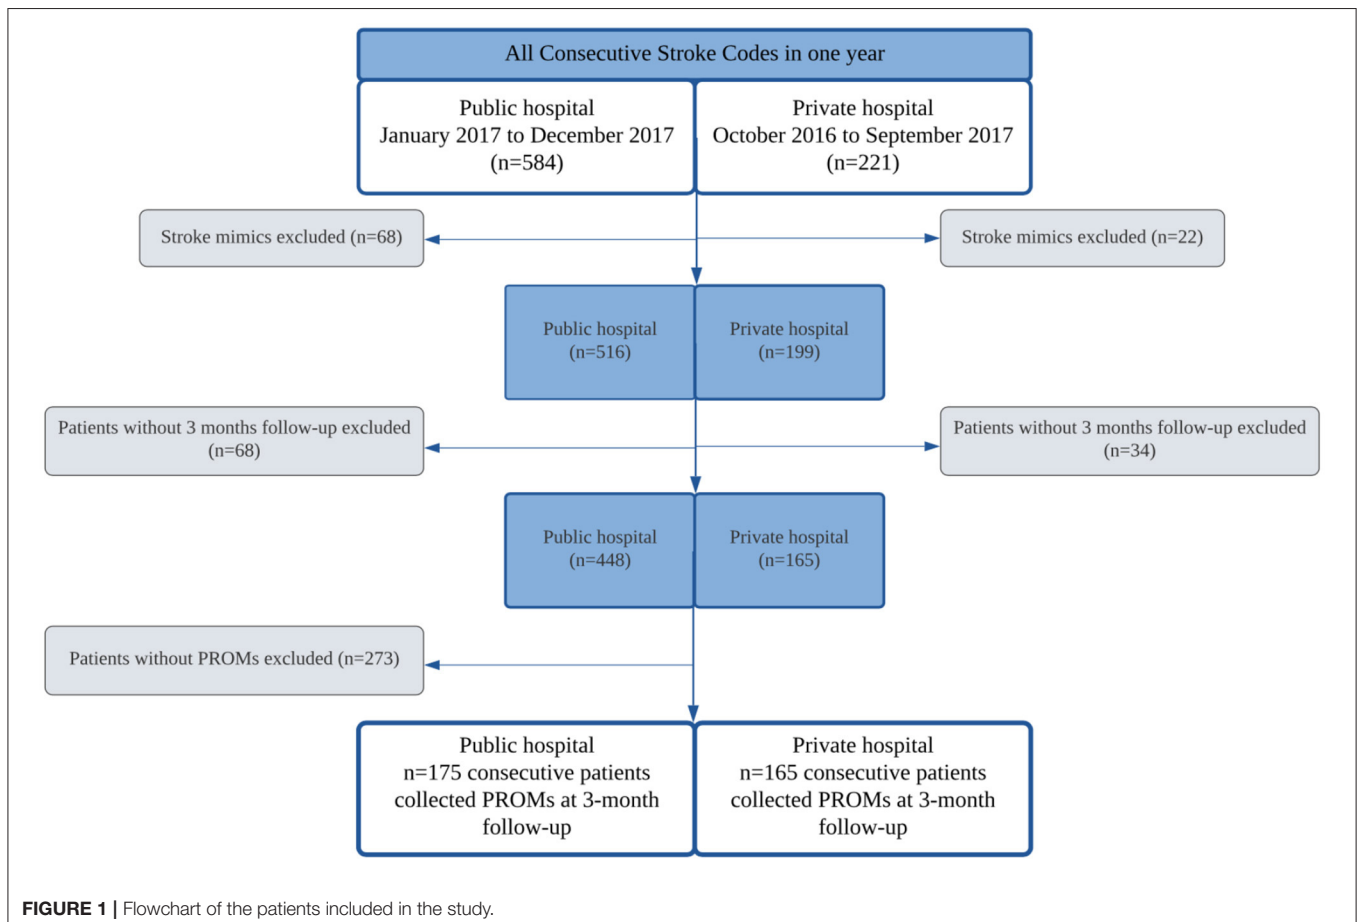 All Consecutive Stroke Codes in one year
Public hospital
January 2017 to December 2017
(n=584)
Private hospital
October 2016 to September 2017
(n=221)
Stroke mimics excluded (n=68)
Stroke mimics excluded (n=22)
Public hospital
(n=516)
Private hospital
(n=199)
Patients without 3 months follow-up excluded
(n=68)
Patients without 3 months follow-up excluded
(n=34)
Public hospital
(n=448)
Private hospital
(n=165)
Patients without PROMs excluded (n=273)
Public hospital
n=175 consecutive patients
collected PROMs at 3-month
follow-up
Private hospital
n=165 consecutive patients
collected PROMs at 3-month
follow-up
FIGURE 1 | Flowchart of the patients included in the study.